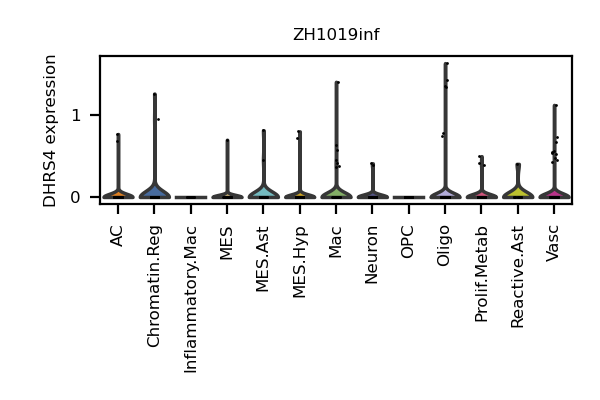 ZH1019inf
DHRS4 expression
1
0
AC
Chromatin.Reg
Inflammatory.Mac
MES
MES.Ast
MES.Hyp
Mac
Neuron
OPC
Oligo
Prolif.Metab
Reactive.Ast
Vasc